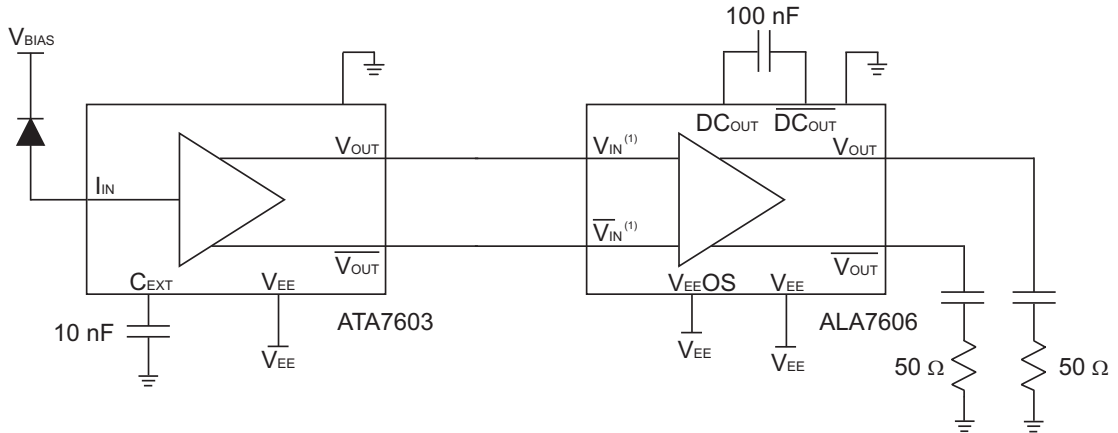 100 nF
VBIAS
DCOUT DCOUT
VOUT VIN(1) VOUT
IIN
VOUT VIN(1) VOUT
CEXT VEE VEEOS VEE
10 nF ATA7603 ALA7606
VEE VEE VEE
50 Ω 50 Ω